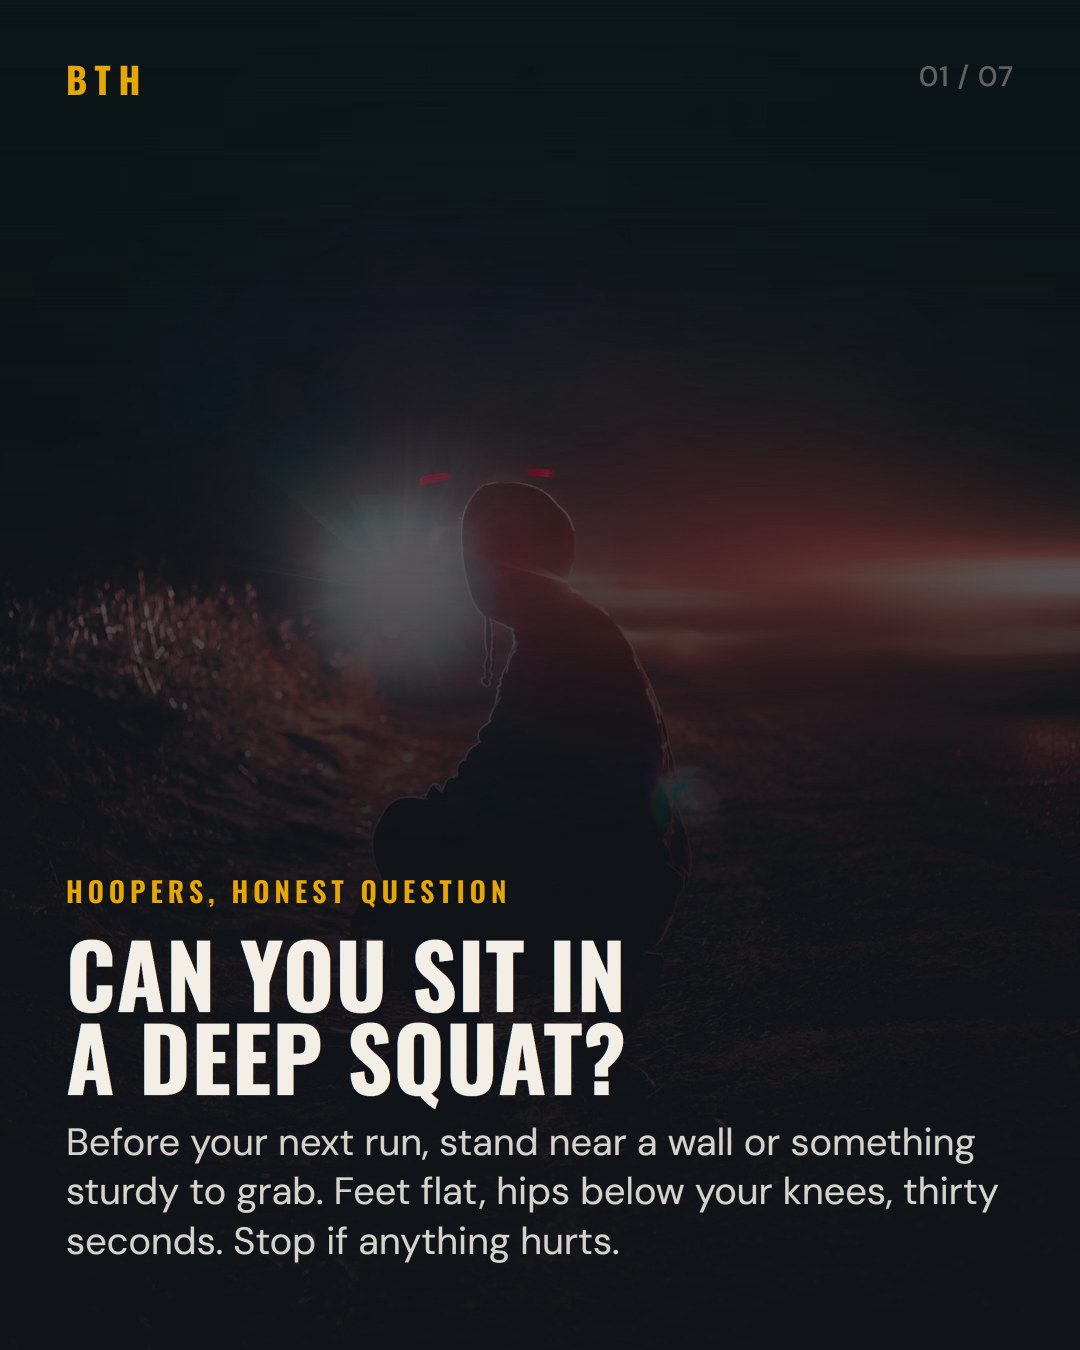 BTH
01 / 07
HOOPERS, HONEST QUESTION
CAN YOU SIT IN
A DEEP SQUAT?
Before your next run, stand near a wall or something
sturdy to grab. Feet flat, hips below your knees, thirty
seconds. Stop if anything hurts.